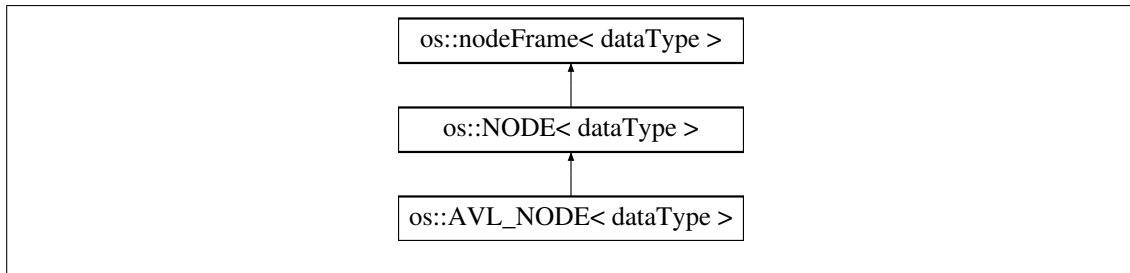 os::nodeFrame< dataType >
os::NODE< dataType >
os::AVL_NODE< dataType >